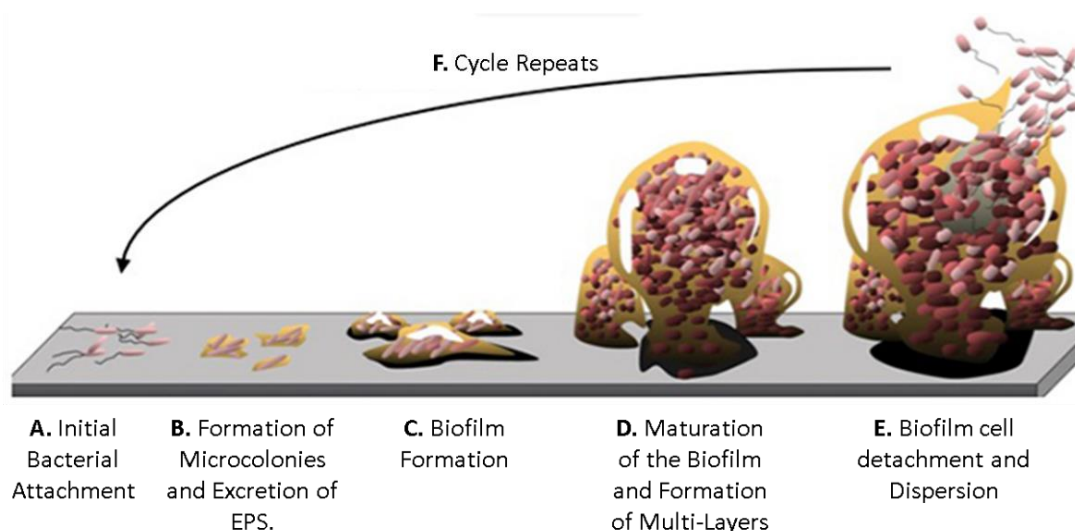 F. Cycle Repeats
A. Initial
Bacterial
Attachment
B. Formation of
Microcolonies
and Excretion of
EPS.
C. Biofilm
Formation
D. Maturation
of the Biofilm
and Formation
of Multi-Layers
E. Biofilm cell
detachment and
Dispersion